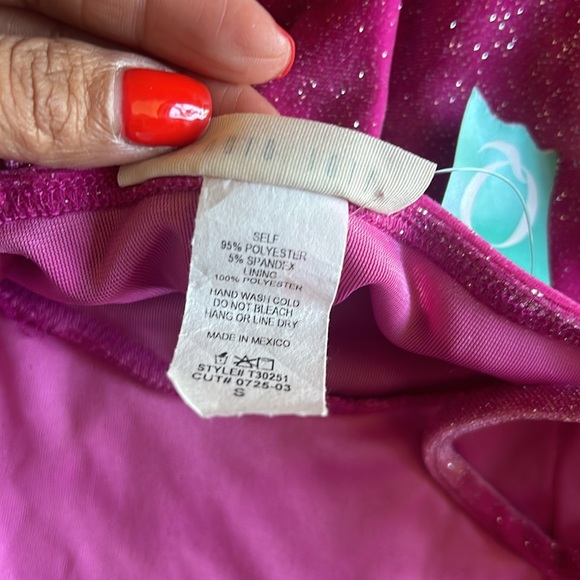 SELF
95% POLYESTER
5% SPANDEX
LINING
100% POLYESTER
HAND WASH COLD
DO NOT BLEACH
HANG OR LINE DRY
MADE IN MEXICO
STYLE# T30251
CUT# 0725-03
S